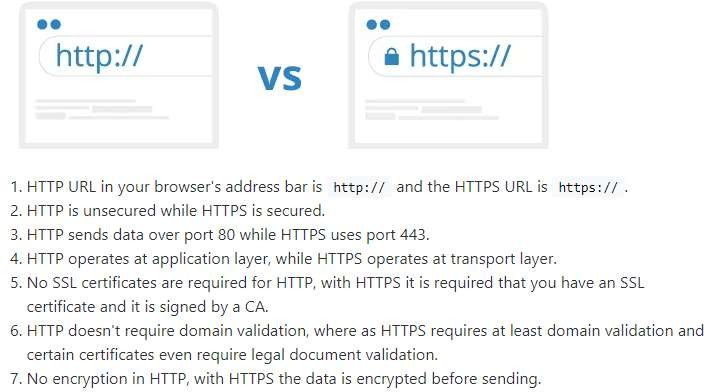 http://
vs
https://
1. HTTP URL in your browser's address bar is http:// and the HTTPS URL is https:// .
2. HTTP is unsecured while HTTPS is secured.
3. HTTP sends data over port 80 while HTTPS uses port 443.
4. HTTP operates at application layer, while HTTPS operates at transport layer.
5. No SSL certificates are required for HTTP, with HTTPS it is required that you have an SSL
certificate and it is signed by a CA.
6. HTTP doesn't require domain validation, where as HTTPS requires at least domain validation and
certain certificates even require legal document validation.
7. No encryption in HTTP, with HTTPS the data is encrypted before sending.